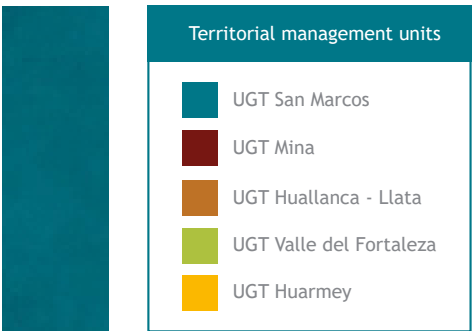 Territorial management units
UGT San Marcos
UGT Mina
UGT Huallanca - Llata
UGT Valle del Fortaleza
UGT Huarmey